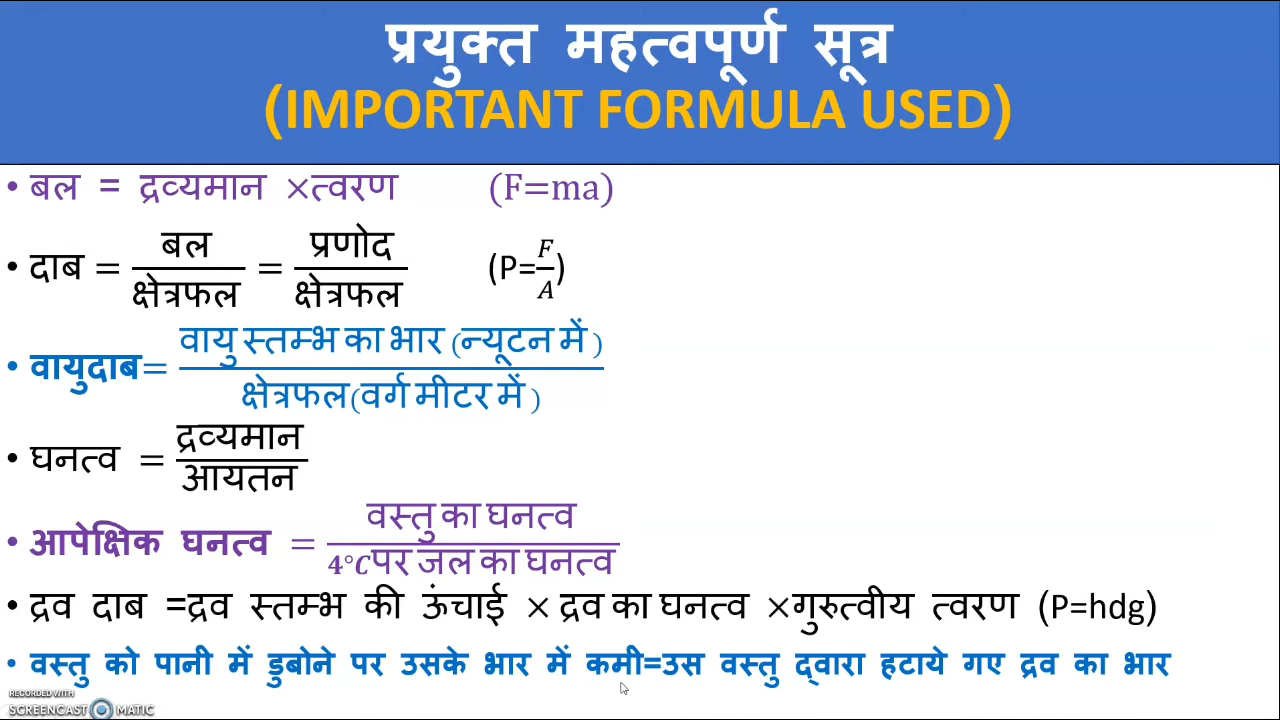 प्रयुक्त महत्वपूर्ण सूत्र
(IMPORTANT FORMULA USED)
• बल = द्रव्यमान ×त्वरण (F=ma)
• दाब = बल/क्षेत्रफल = प्रणोद/क्षेत्रफल (P=F/A)
• वायुदाब= वायु स्तम्भ का भार (न्यूटन में )/क्षेत्रफल(वर्ग मीटर में )
• घनत्व = द्रव्यमान/आयतन
• आपेक्षिक घनत्व = वस्तु का घनत्व/4°C पर जल का घनत्व
• द्रव दाब =द्रव स्तम्भ की ऊंचाई × द्रव का घनत्व ×गुरुत्वीय त्वरण (P=hdg)
• वस्तु को पानी में डुबोने पर उसके भार में कमी=उस वस्तु द्वारा हटाये गए द्रव का भार
RECORDED WITH
SCREENCAST MATIC